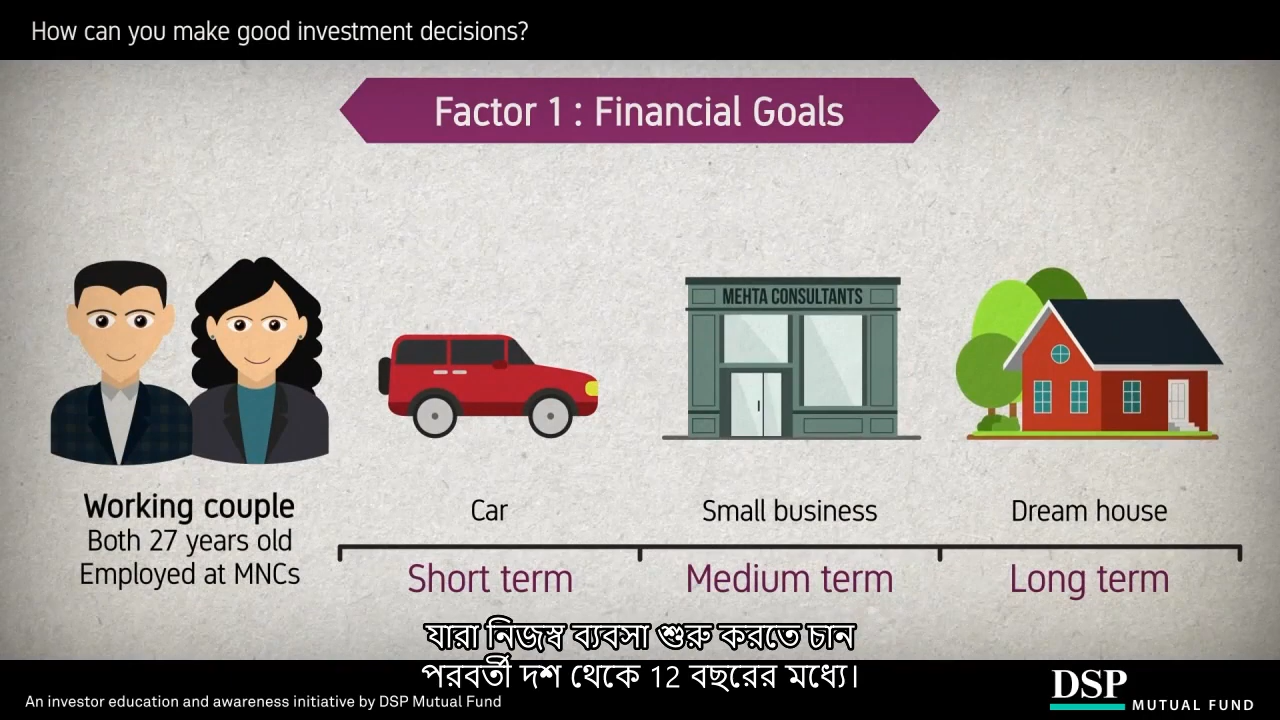 How can you make good investment decisions?
Factor 1 : Financial Goals
MEHTA CONSULTANTS
Working couple
Both 27 years old
Employed at MNCs
Car
Small business
Dream house
Short term
Medium term
Long term
যারা নিজস্ব ব্যবসা শুরু করতে চান
পরবর্তী দশ থেকে 12 বছরের মধ্যে।
An investor education and awareness initiative by DSP Mutual Fund
DSP
MUTUAL FUND